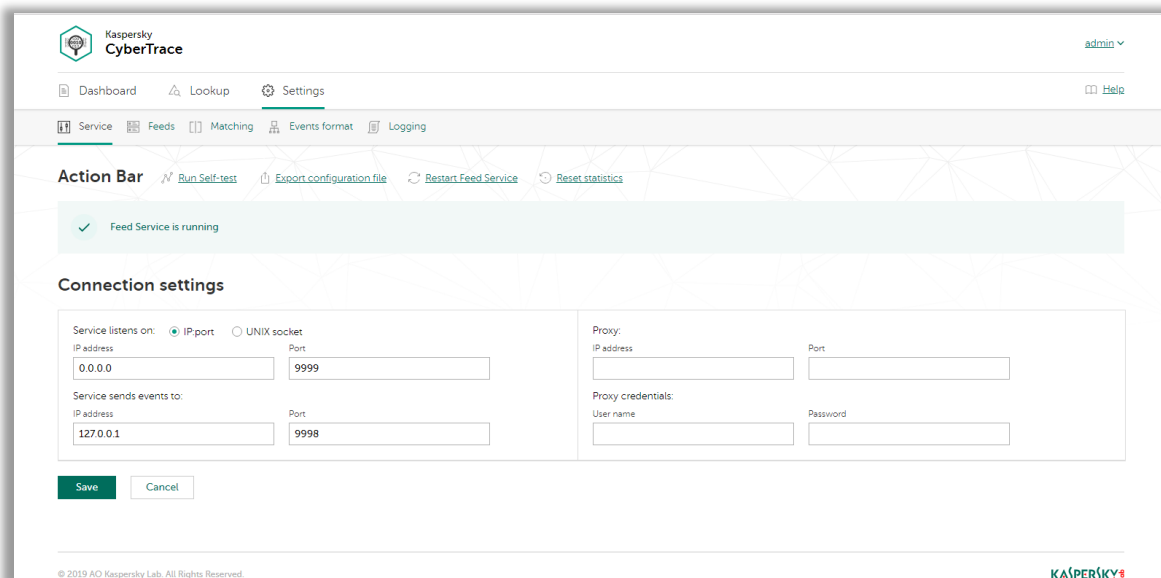 Kaspersky
CyberTrace
admin
Dashboard Lookup Settings Help
Service Feeds Matching Events format Logging
Action Bar Run Self-test Export configuration file Restart Feed Service Reset statistics
Feed Service is running
Connection settings
Service listens on: IP:port UNIX socket
IP address Port
0.0.0.0 9999
Service sends events to:
IP address Port
127.0.0.1 9998
Proxy:
IP address Port
Proxy credentials:
User name Password
Save Cancel
© 2019 AO Kaspersky Lab. All Rights Reserved.
KASPERSKY